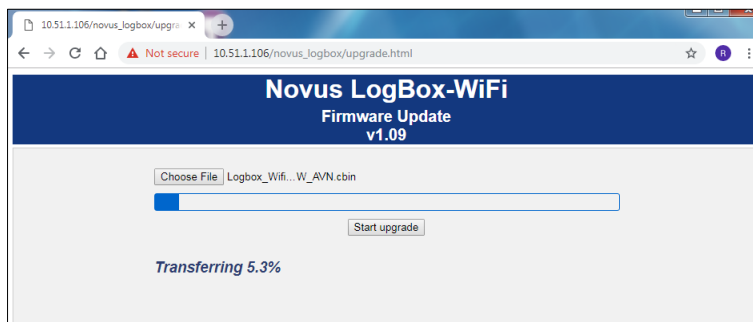 10.51.1.106/novus_logbox/upgra
Not secure | 10.51.1.106/novus_logbox/upgrade.html
R
Novus LogBox-WiFi
Firmware Update
v1.09
Choose File Logbox_Wifi...W_AVN.cbin
Start upgrade
Transferring 5.3%